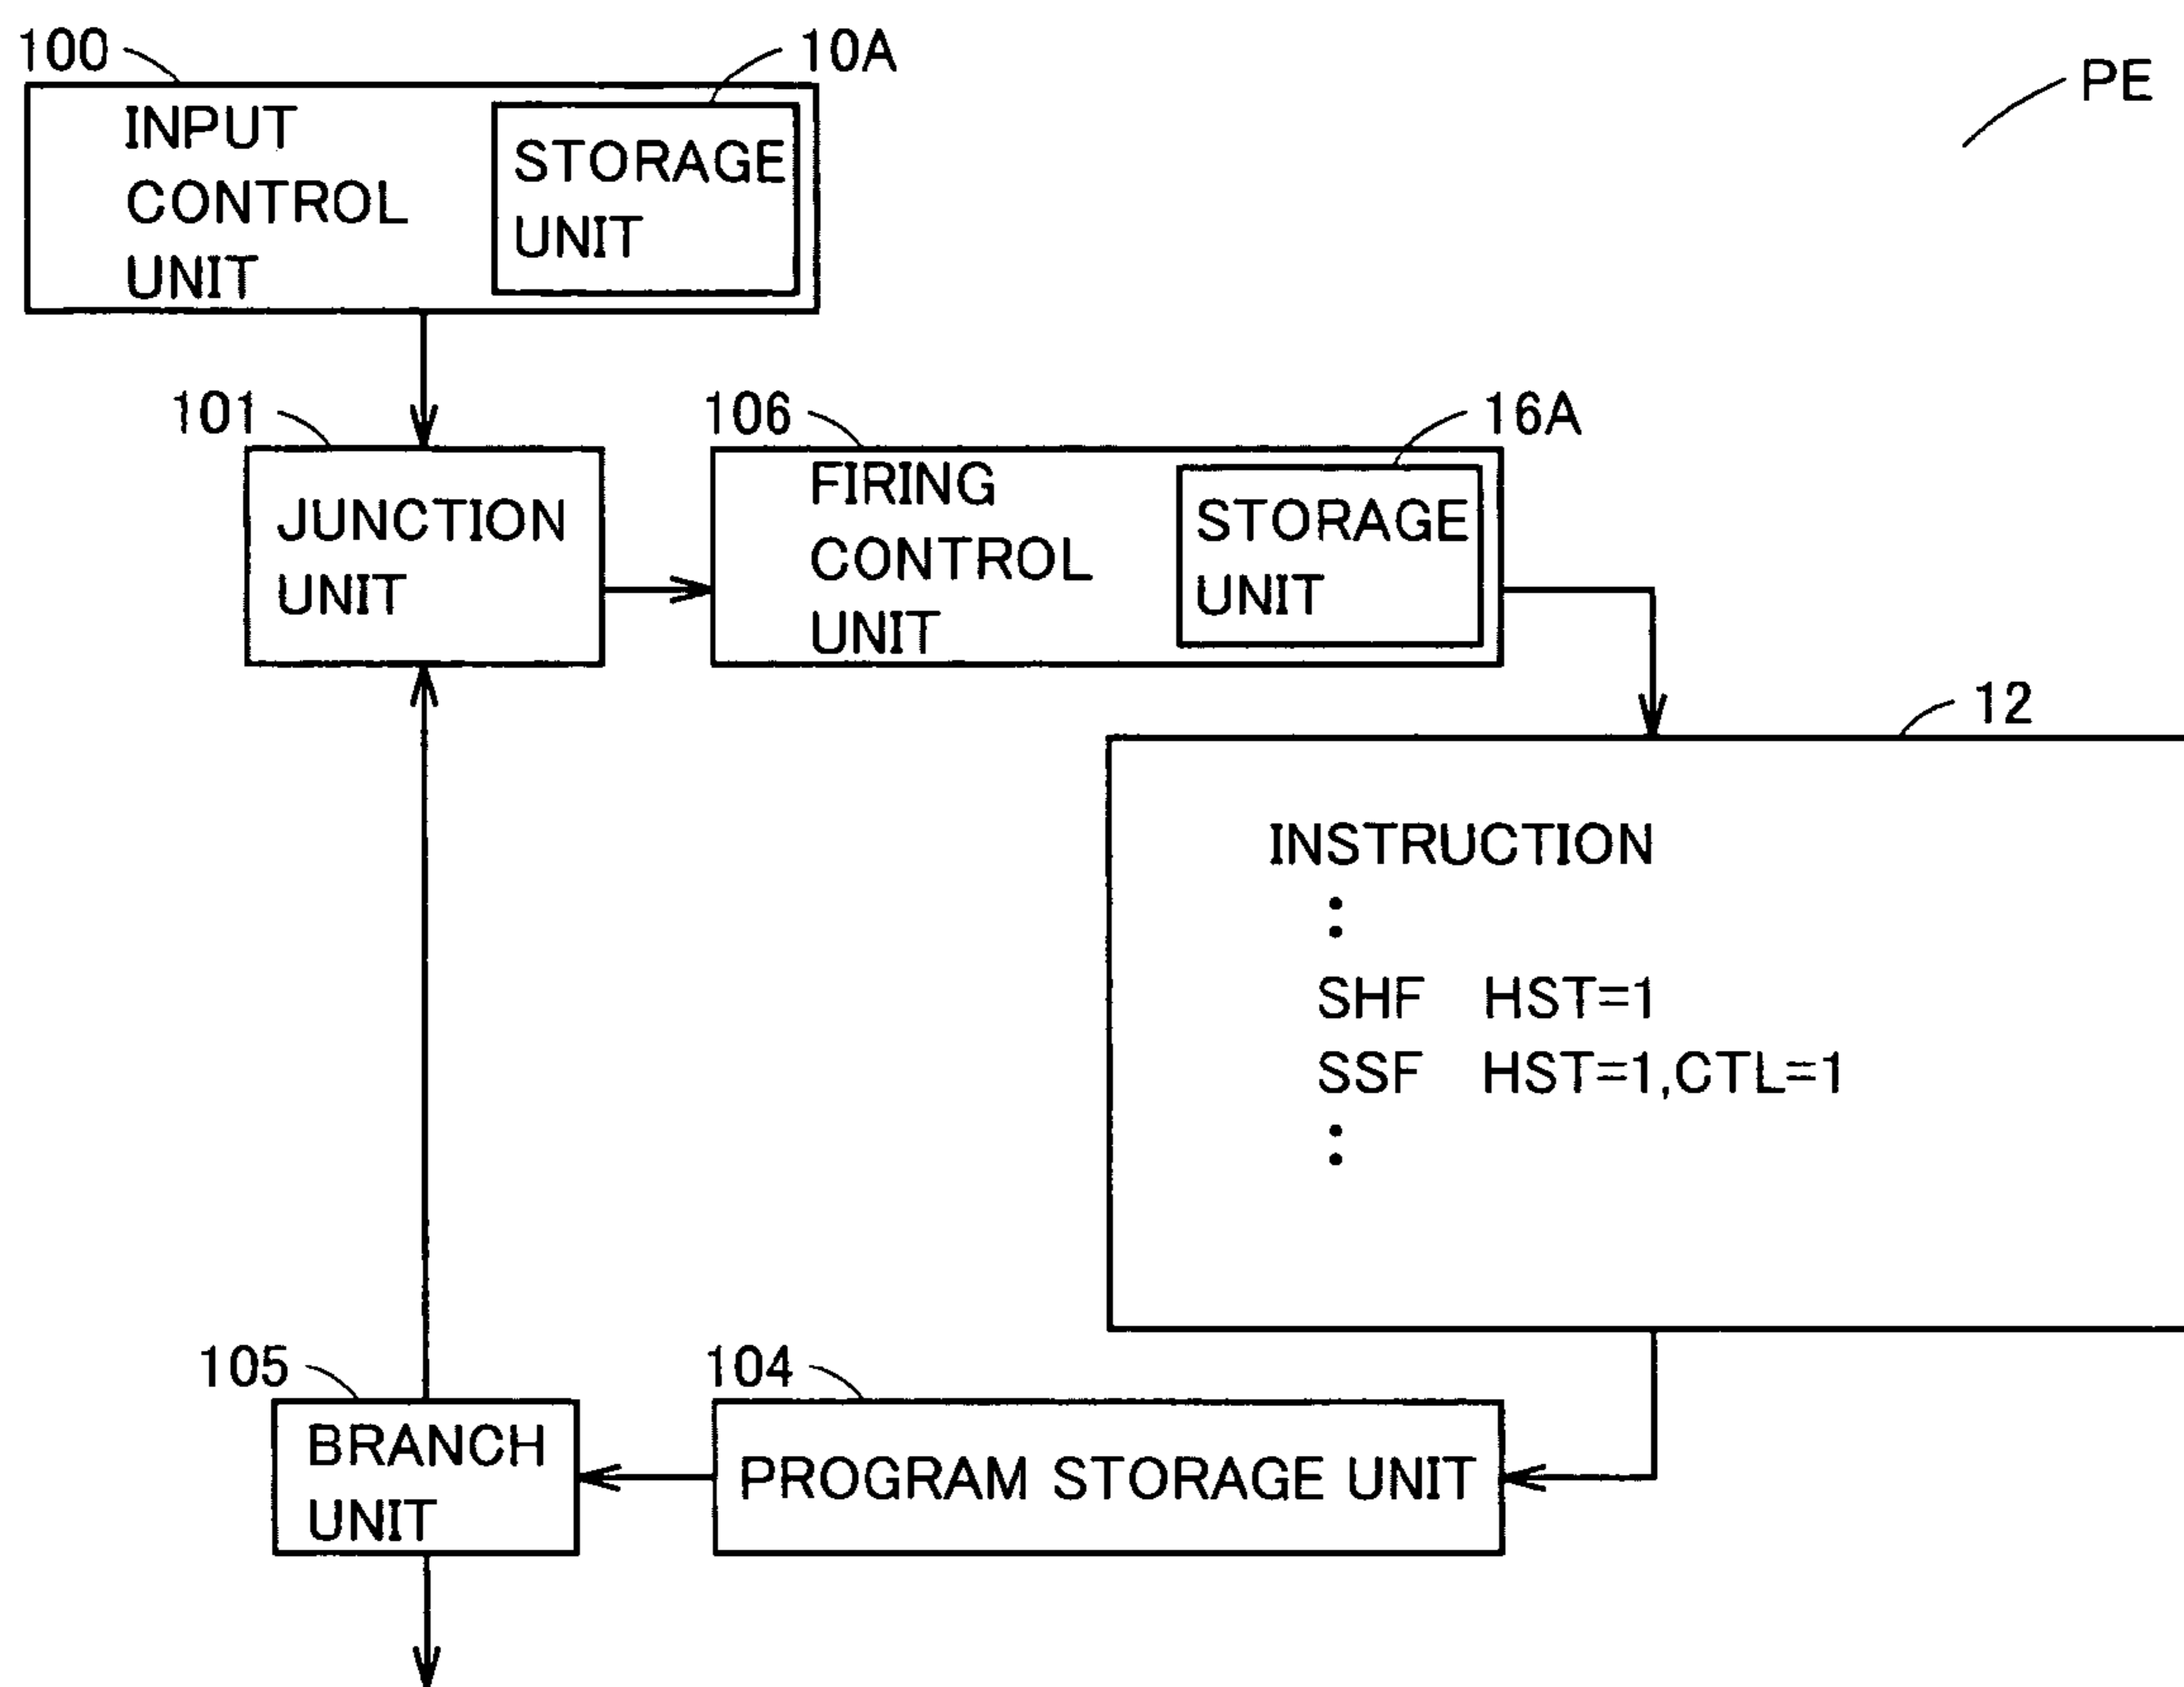 100
10A
PE
INPUT
CONTROL
UNIT
STORAGE
UNIT
101
106
16A
JUNCTION
UNIT
FIRING
CONTROL
UNIT
STORAGE
UNIT
12
INSTRUCTION
SHF HST=1
SSF HST=1,CTL=1
105
104
BRANCH
UNIT
PROGRAM STORAGE UNIT